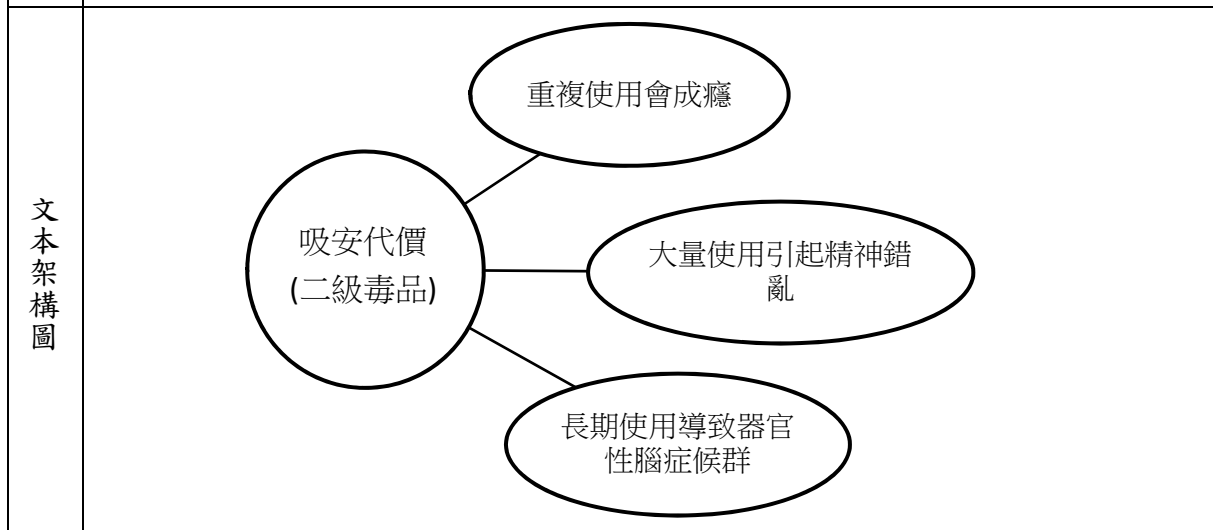 文本架構圖
吸安代價
(二級毒品)
重複使用會成癮
大量使用引起精神錯
亂
長期使用導致器官
性腦症候群